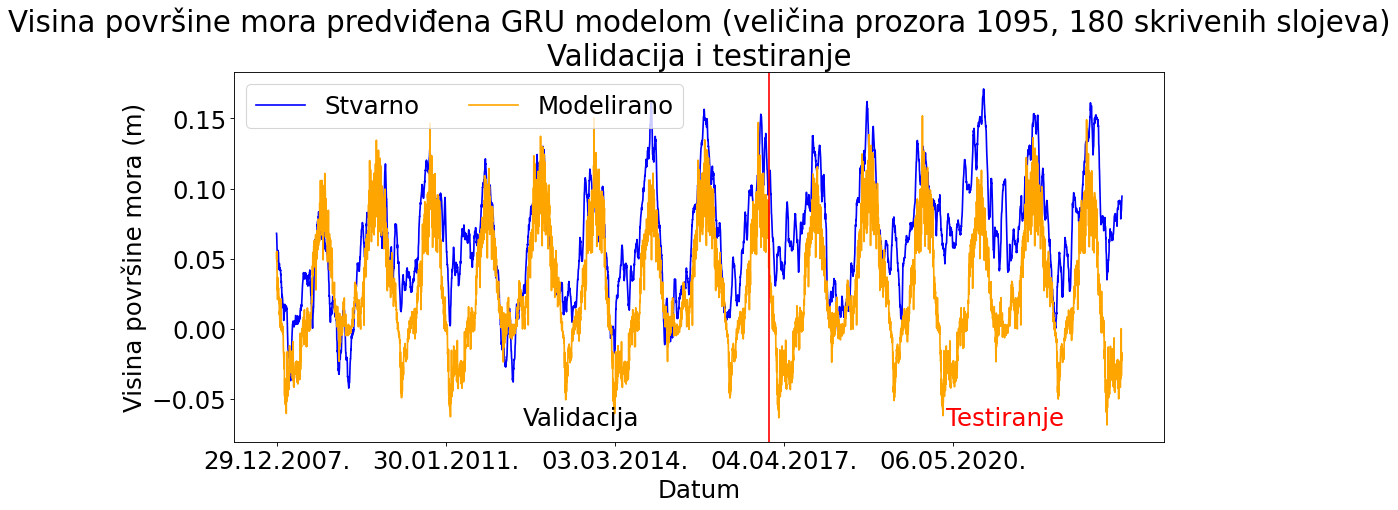 Visina površine mora predviđena GRU modelom (veličina prozora 1095, 180 skrivenih slojeva)
Validacija i testiranje
Stvarno Modelirano
Visina površine mora (m)
0.15
0.10
0.05
0.00
−0.05
Validacija
Testiranje
29.12.2007. 30.01.2011. 03.03.2014. 04.04.2017. 06.05.2020.
Datum